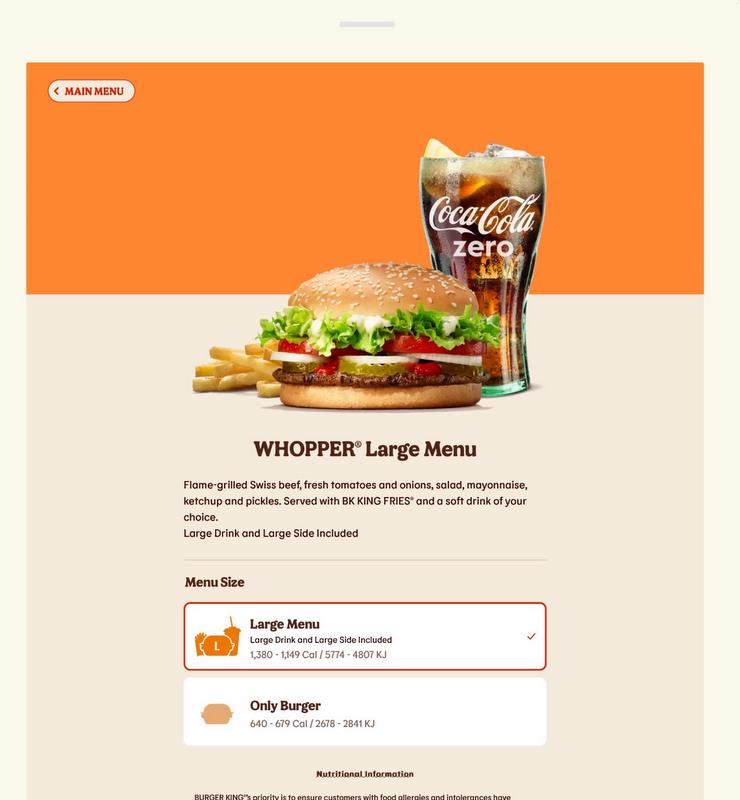 MAIN MENU
Coca-Cola
zero
WHOPPER® Large Menu
Flame-grilled Swiss beef, fresh tomatoes and onions, salad, mayonnaise,
ketchup and pickles. Served with BK KING FRIES® and a soft drink of your
choice.
Large Drink and Large Side Included
Menu Size
L
Large Menu
Large Drink and Large Side Included
1,380 - 1,149 Cal / 5774 - 4807 KJ
Only Burger
640 - 679 Cal / 2678 - 2841 KJ
Nutritional Information
BURGER KING®'s priority is to ensure customers with food allergies and intolerances have